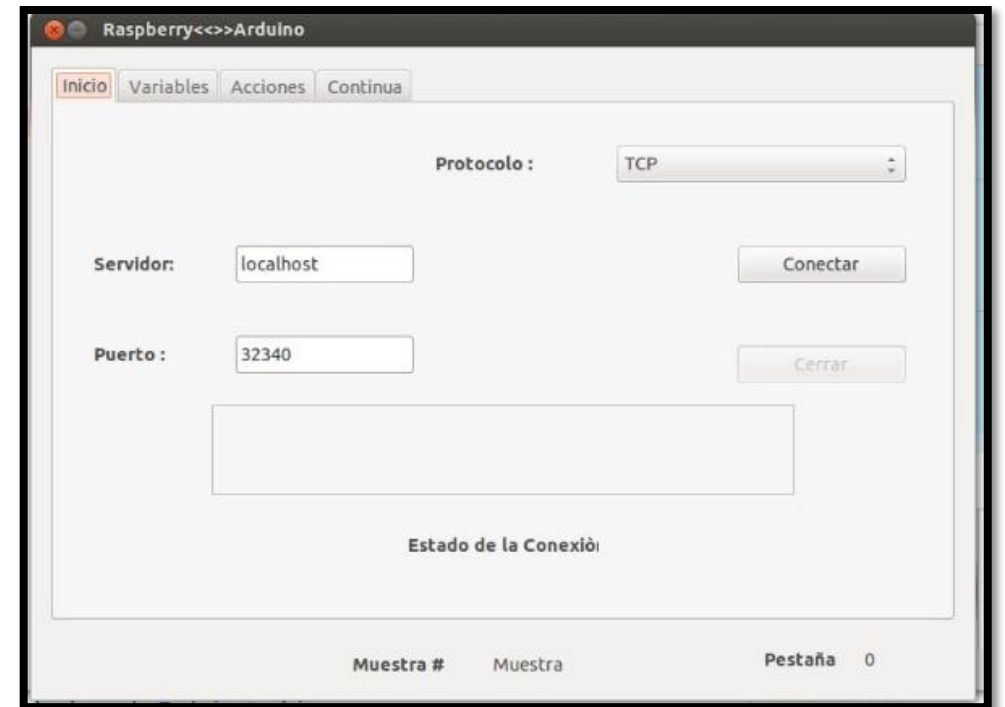 Raspberry<<>>Arduino
Inicio Variables Acciones Continua
Protocolo : TCP
Servidor: localhost Conectar
Puerto : 32340 Cerrar
Estado de la Conexiò
Muestra # Muestra Pestaña 0